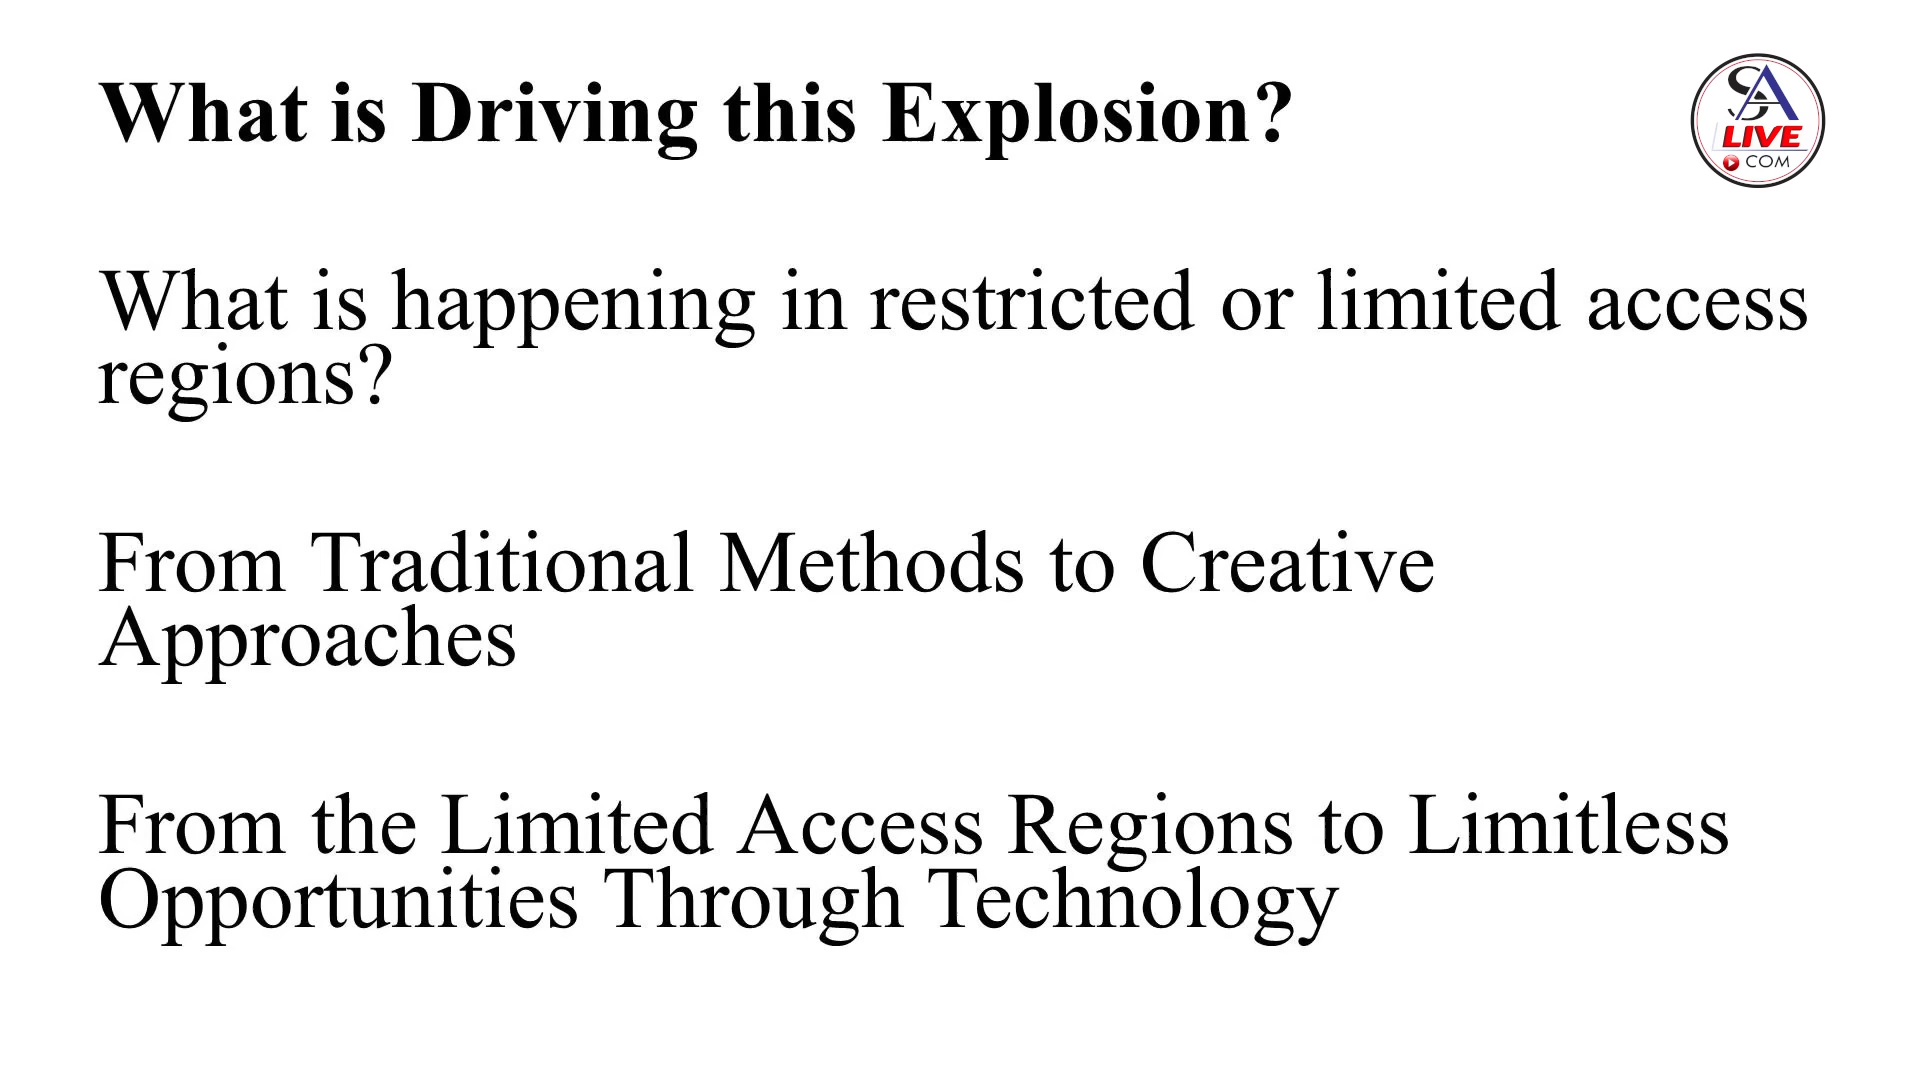 What is Driving this Explosion?
SA
LIVE
COM
What is happening in restricted or limited access
regions?
From Traditional Methods to Creative
Approaches
From the Limited Access Regions to Limitless
Opportunities Through Technology